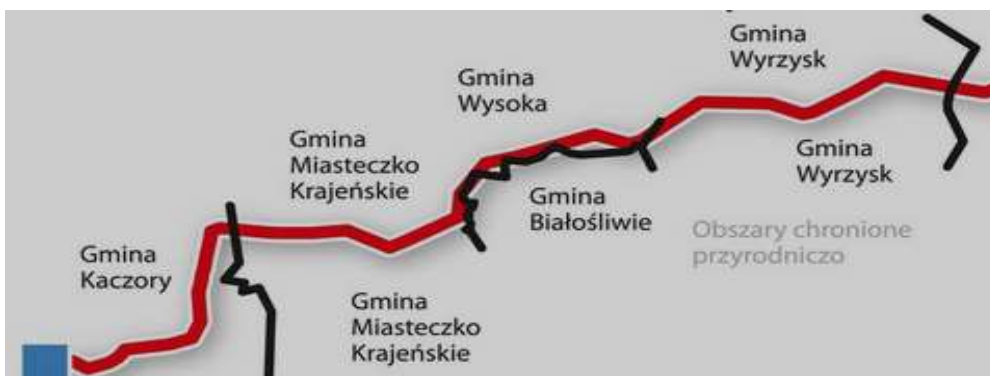 Gmina
Wyrzysk
Gmina
Wysoka
Gmina
Miasteczko
Krajeńskie
Gmina
Wyrzysk
Gmina
Białośliwie
Obszary chronione
przyrodniczo
Gmina
Kaczory
Gmina
Miasteczko
Krajeńskie